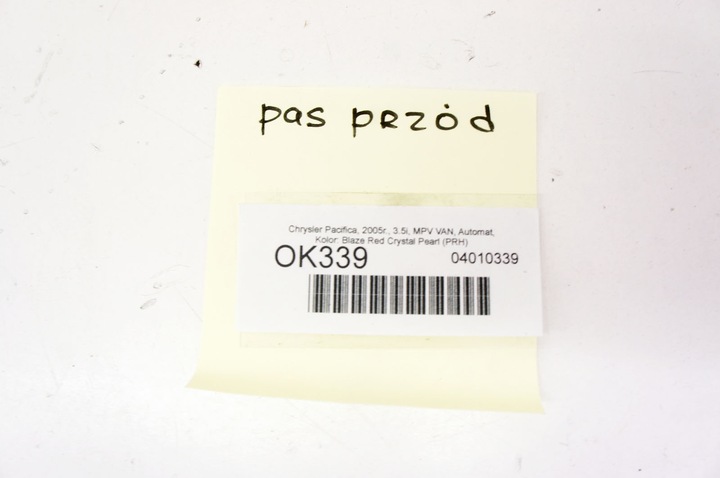 pas przód
Chrysler Pacifica, 2005r., 3.5i, MPV VAN, Automat,
Kolor: Blaze Red Crystal Pearl (PRH)
OK339 04010339